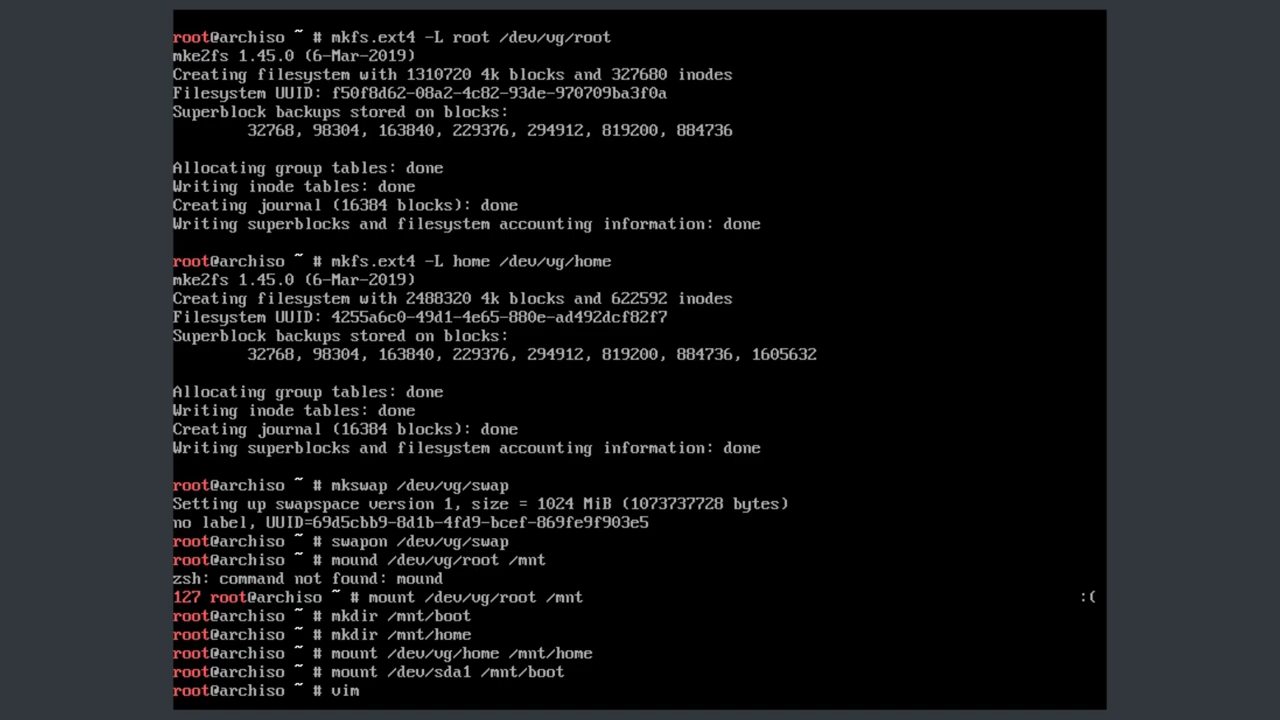 root@archiso ~ # mkfs.ext4 -L root /dev/vg/root
mke2fs 1.45.0 (6-Mar-2019)
Creating filesystem with 1310720 4k blocks and 327680 inodes
Filesystem UUID: f50f8d62-08a2-4c82-93de-970709ba3f0a
Superblock backups stored on blocks:
32768, 98304, 163840, 229376, 294912, 819200, 884736
Allocating group tables: done
Writing inode tables: done
Creating journal (16384 blocks): done
Writing superblocks and filesystem accounting information: done
root@archiso ~ # mkfs.ext4 -L home /dev/vg/home
mke2fs 1.45.0 (6-Mar-2019)
Creating filesystem with 2488320 4k blocks and 622592 inodes
Filesystem UUID: 4255a6c0-49d1-4e65-880e-ad492dcf82f7
Superblock backups stored on blocks:
32768, 98304, 163840, 229376, 294912, 819200, 884736, 1605632
Allocating group tables: done
Writing inode tables: done
Creating journal (16384 blocks): done
Writing superblocks and filesystem accounting information: done
root@archiso ~ # mkswap /dev/vg/swap
Setting up swapspace version 1, size = 1024 MiB (1073737728 bytes)
no label, UUID=69d5cbb9-8d1b-4fd9-bcef-869fe9f903e5
root@archiso ~ # swapon /dev/vg/swap
root@archiso ~ # mound /dev/vg/root /mnt
zsh: command not found: mound
127 root@archiso ~ # mount /dev/vg/root /mnt :(
root@archiso ~ # mkdir /mnt/boot
root@archiso ~ # mkdir /mnt/home
root@archiso ~ # mount /dev/vg/home /mnt/home
root@archiso ~ # mount /dev/sda1 /mnt/boot
root@archiso ~ # vim